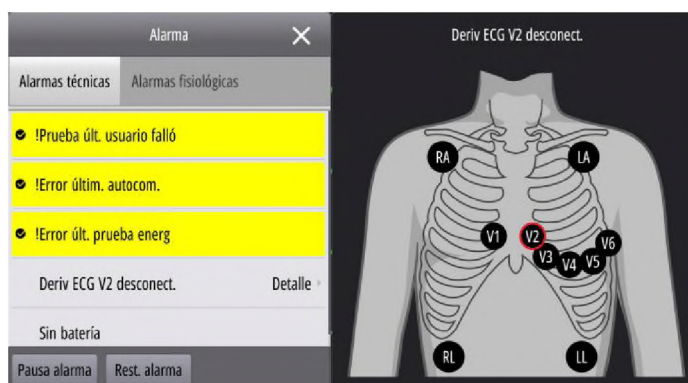 Alarma
Alarmas técnicas
Alarmas fisiológicas
!Prueba últ. usuario falló
!Error últim. autocom.
!Error últ. prueba energ
Deriv ECG V2 desconect.
Detalle
Sin batería
Pausa alarma
Rest. alarma
Deriv ECG V2 desconect.
RA
LA
V1
V2
V3
V4
V5
V6
RL
LL